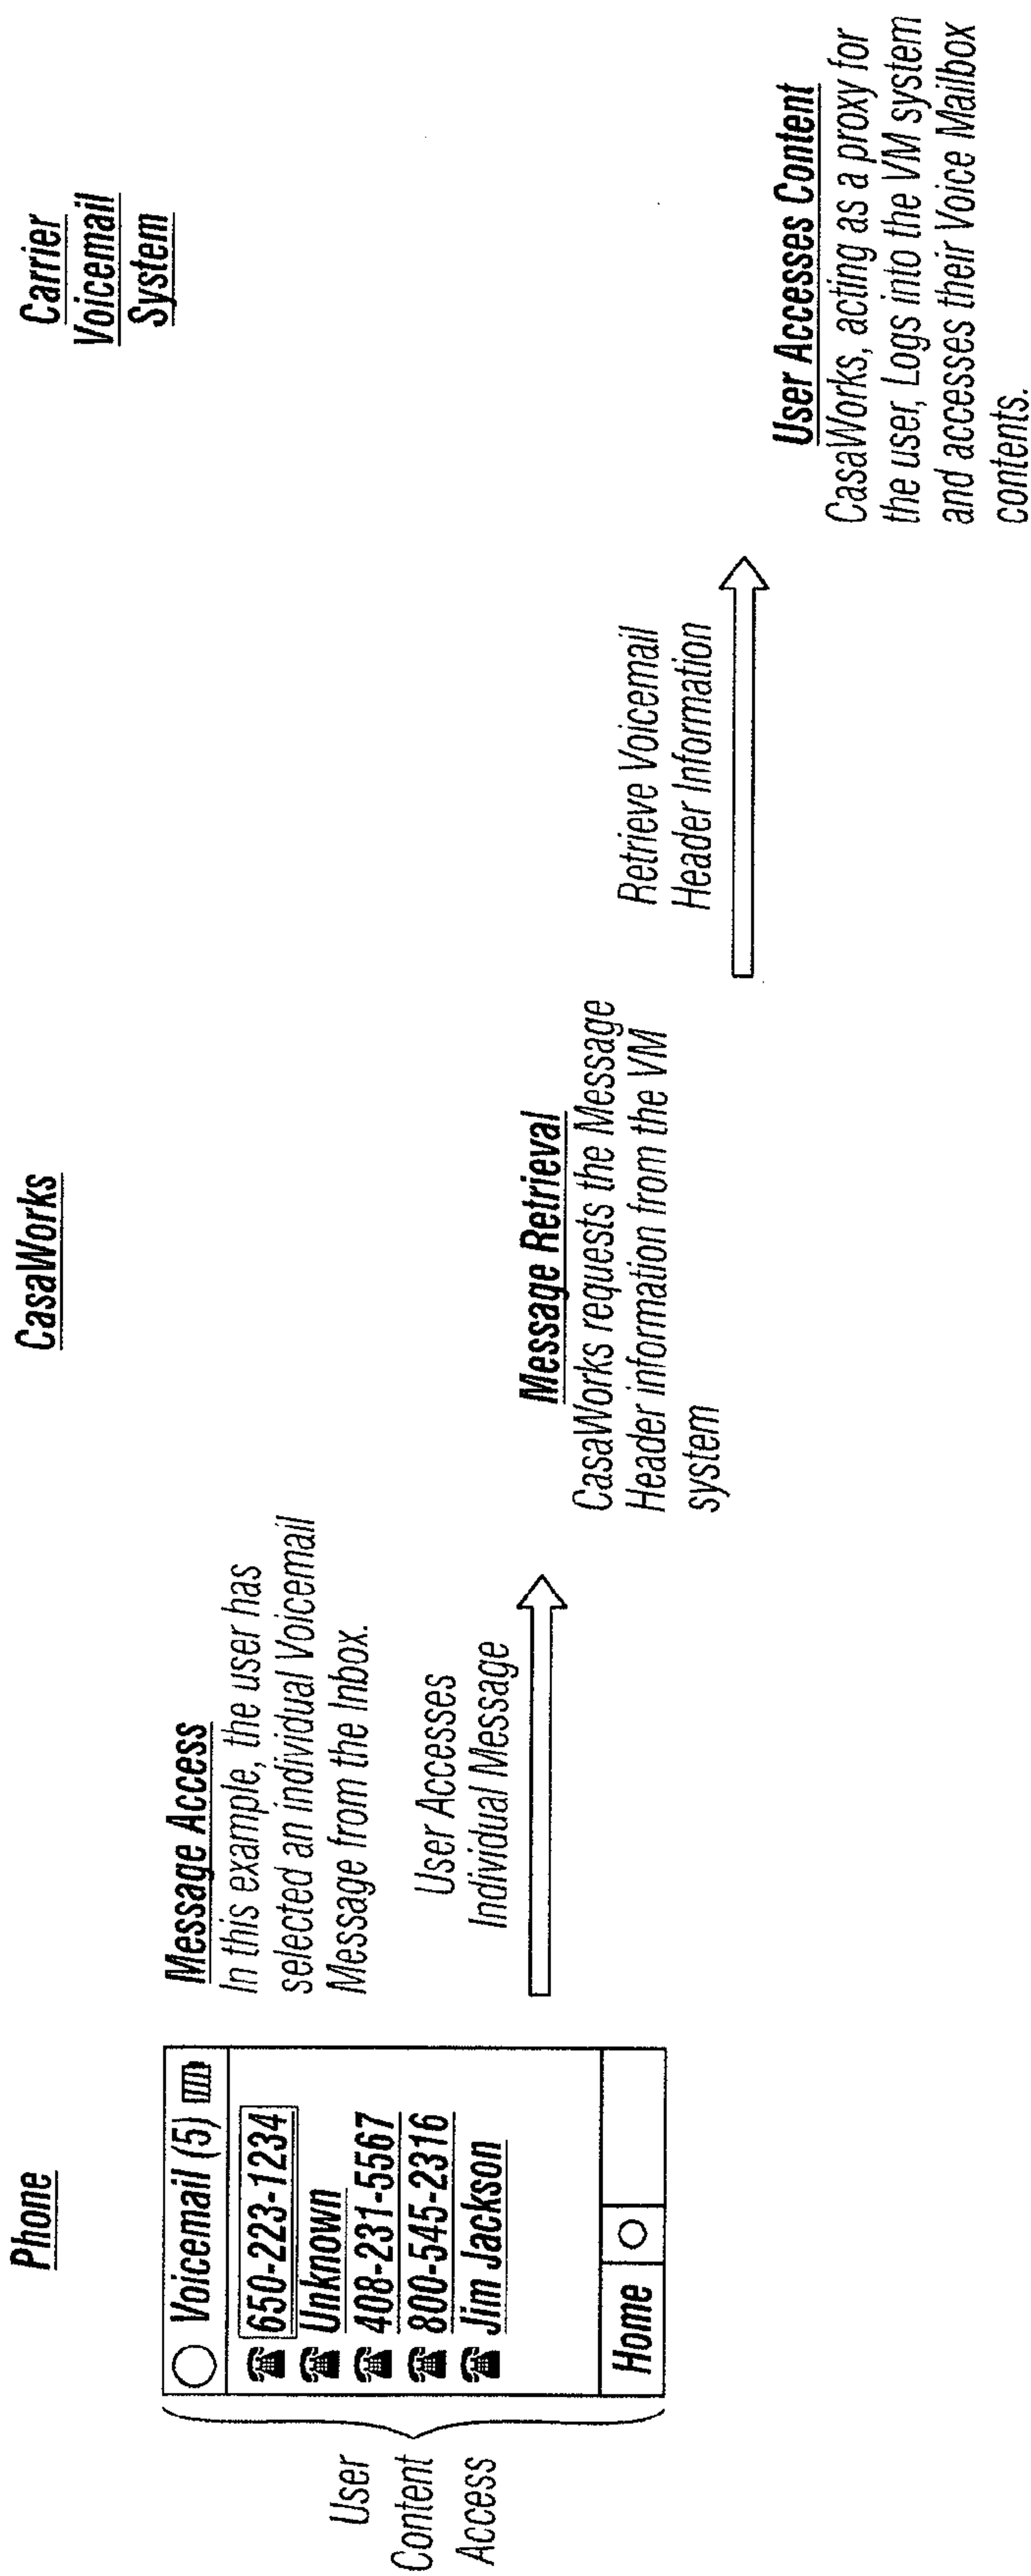 Phone
CasaWorks
Carrier
Voicemail
System
User
Content
Access
Voicemail (5)
650-223-1234
Unknown
408-231-5567
800-545-2316
Jim Jackson
Home
Message Access
In this example, the user has
selected an individual Voicemail
Message from the Inbox.
User Accesses
Individual Message
Message Retrieval
CasaWorks requests the Message
Header information from the VM
system
Retrieve Voicemail
Header Information
User Accesses Content
CasaWorks, acting as a proxy for
the user, Logs into the VM system
and accesses their Voice Mailbox
contents.